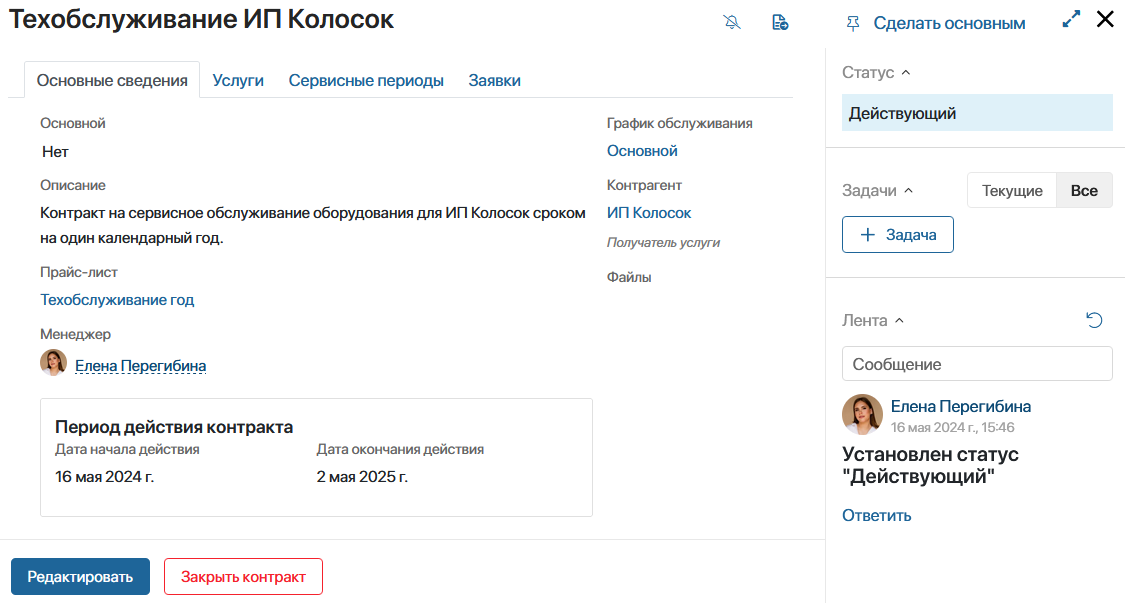 Техобслуживание ИП Колосок
Сделать основным
Основные сведения
Услуги
Сервисные периоды
Заявки
Основной
Нет
Описание
Контракт на сервисное обслуживание оборудования для ИП Колосок сроком
на один календарный год.
Прайс-лист
Техобслуживание год
Менеджер
Елена Перегибина
Период действия контракта
Дата начала действия
Дата окончания действия
16 мая 2024 г.
2 мая 2025 г.
График обслуживания
Основной
Контрагент
ИП Колосок
Получатель услуги
Файлы
Редактировать
Закрыть контракт
Статус
Действующий
Задачи
Текущие
Все
+ Задача
Лента
Сообщение
Елена Перегибина
16 мая 2024 г., 15:46
Установлен статус
"Действующий"
Ответить